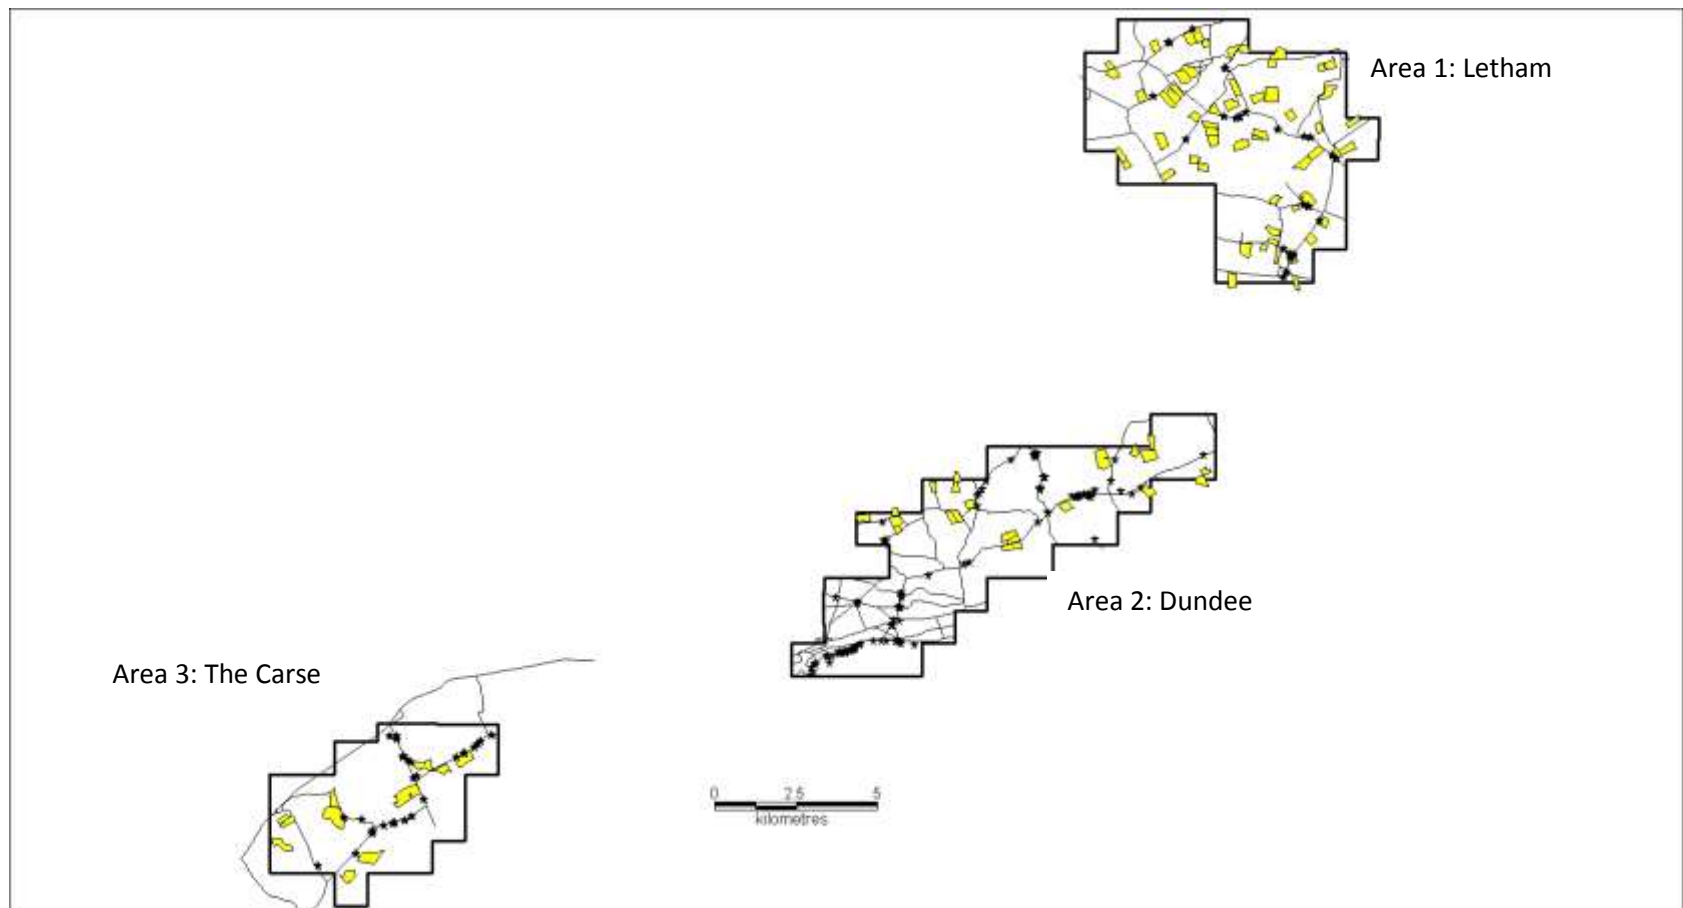 Area 1: Letham
Area 2: Dundee
Area 3: The Carse
0 2.5 5
kilometres